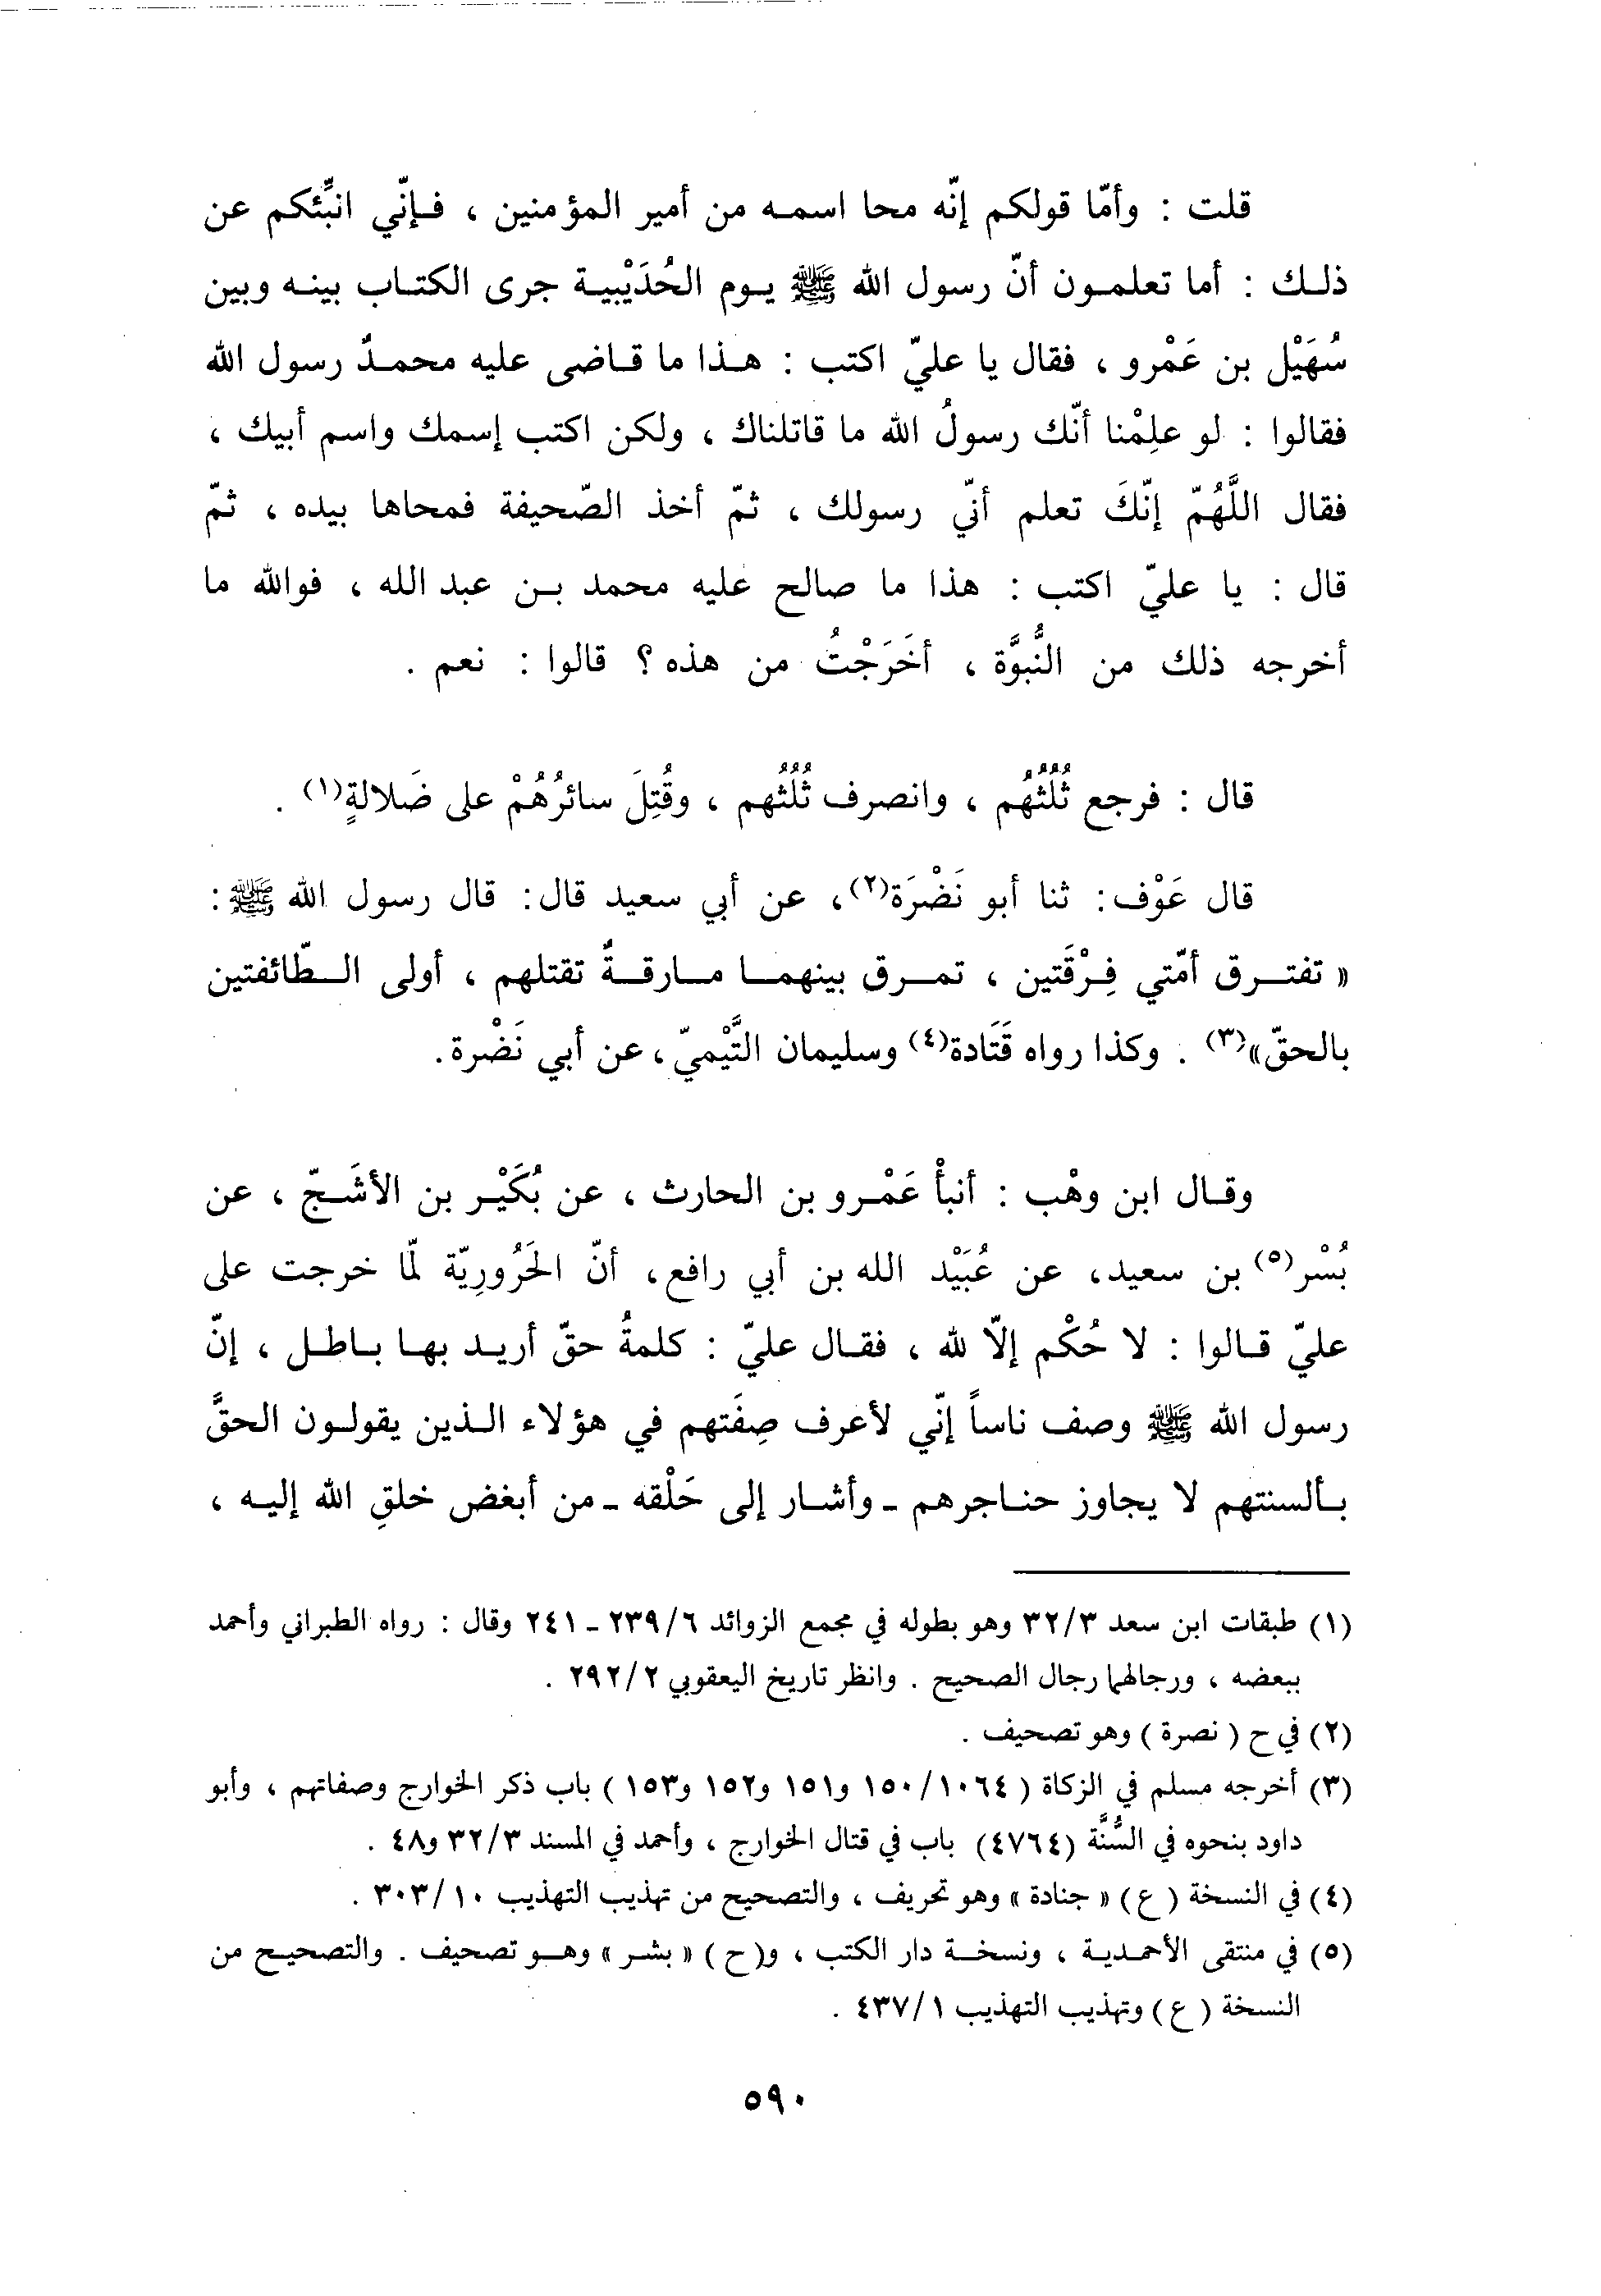 قلت : وأمّا قولكم إنّه محا اسمه من أمير المؤمنين ، فإنّي انبِّئكم عن
ذلك : أما تعلمون أنّ رسول الله ﷺ يوم الحُدَيْبية جرى الكتاب بينه وبين
سُهَيْل بن عَمْرو ، فقال يا عليّ اكتب : هذا ما قاضى عليه محمدٌ رسول الله
فقالوا : لو علِمْنا أنّك رسولُ الله ما قاتلناك ، ولكن اكتب إسمك واسم أبيك ،
فقال اللَّهُمّ إنّكَ تعلم أنّي رسولك ، ثمّ أخذ الصّحيفة فمحاها بيده ، ثمّ
قال : يا عليّ اكتب : هذا ما صالح عليه محمد بن عبد الله ، فوالله ما
أخرجه ذلك من النُّبوَّة ، أخَرَجْتُ من هذه ؟ قالوا : نعم .
قال : فرجع ثُلُثُهُم ، وانصرف ثُلُثُهم ، وقُتِلَ سائرُهُمْ على ضَلالةٍ(١) .
قال عَوْف : ثنا أبو نَضْرَة(٢)، عن أبي سعيد قال : قال رسول الله ﷺ :
« تفترق أمّتي فِرْقَتين ، تمرق بينهما مارقةٌ تقتلهم ، أولى الطّائفتين
بالحقّ»(٣) . وكذا رواه قَتَادة(٤) وسليمان التَّيْميّ ، عن أبي نَضْرة.
وقال ابن وهْب : أنبأْ عَمْرو بن الحارث ، عن بُكَيْر بن الأشَجّ ، عن
بُسْر(٥) بن سعيد، عن عُبَيْد الله بن أبي رافع، أنّ الحَرُورِيّة لمّا خرجت على
عليّ قالوا : لا حُكْم إلّا لله ، فقال عليّ : كلمةُ حقّ أريد بها باطل ، إنّ
رسول الله ﷺ وصف ناساً إنّي لأعرف صِفَتهم في هؤلاء الذين يقولون الحقَّ
بألسنتهم لا يجاوز حناجرهم - وأشار إلى حَلْقه - من أبغض خلقِ الله إليه ،
(١) طبقات ابن سعد ٣٢/٣ وهو بطوله في مجمع الزوائد ٢٣٩/٦ - ٢٤١ وقال : رواه الطبراني وأحمد
ببعضه ، ورجالهما رجال الصحيح . وانظر تاريخ اليعقوبي ٢٩٢/٢ .
(٢) في ح ( نصرة ) وهو تصحيف .
(٣) أخرجه مسلم في الزكاة ( ١٥٠/١٠٦٤ و١٥١ و١٥٢ و١٥٣ ) باب ذكر الخوارج وصفاتهم ، وأبو
داود بنحوه في السُّنَّة (٤٧٦٤) باب في قتال الخوارج ، وأحمد في المسند ٣٢/٣ و٤٨ .
(٤) في النسخة ( ع ) « جنادة » وهو تحريف ، والتصحيح من تهذيب التهذيب ٣٠٣/١٠ .
(٥) في منتقى الأحمدية ، ونسخة دار الكتب ، و( ح ) « بشر » وهو تصحيف . والتصحيح من
النسخة ( ع ) وتهذيب التهذيب ٤٣٧/١ .
٥٩٠